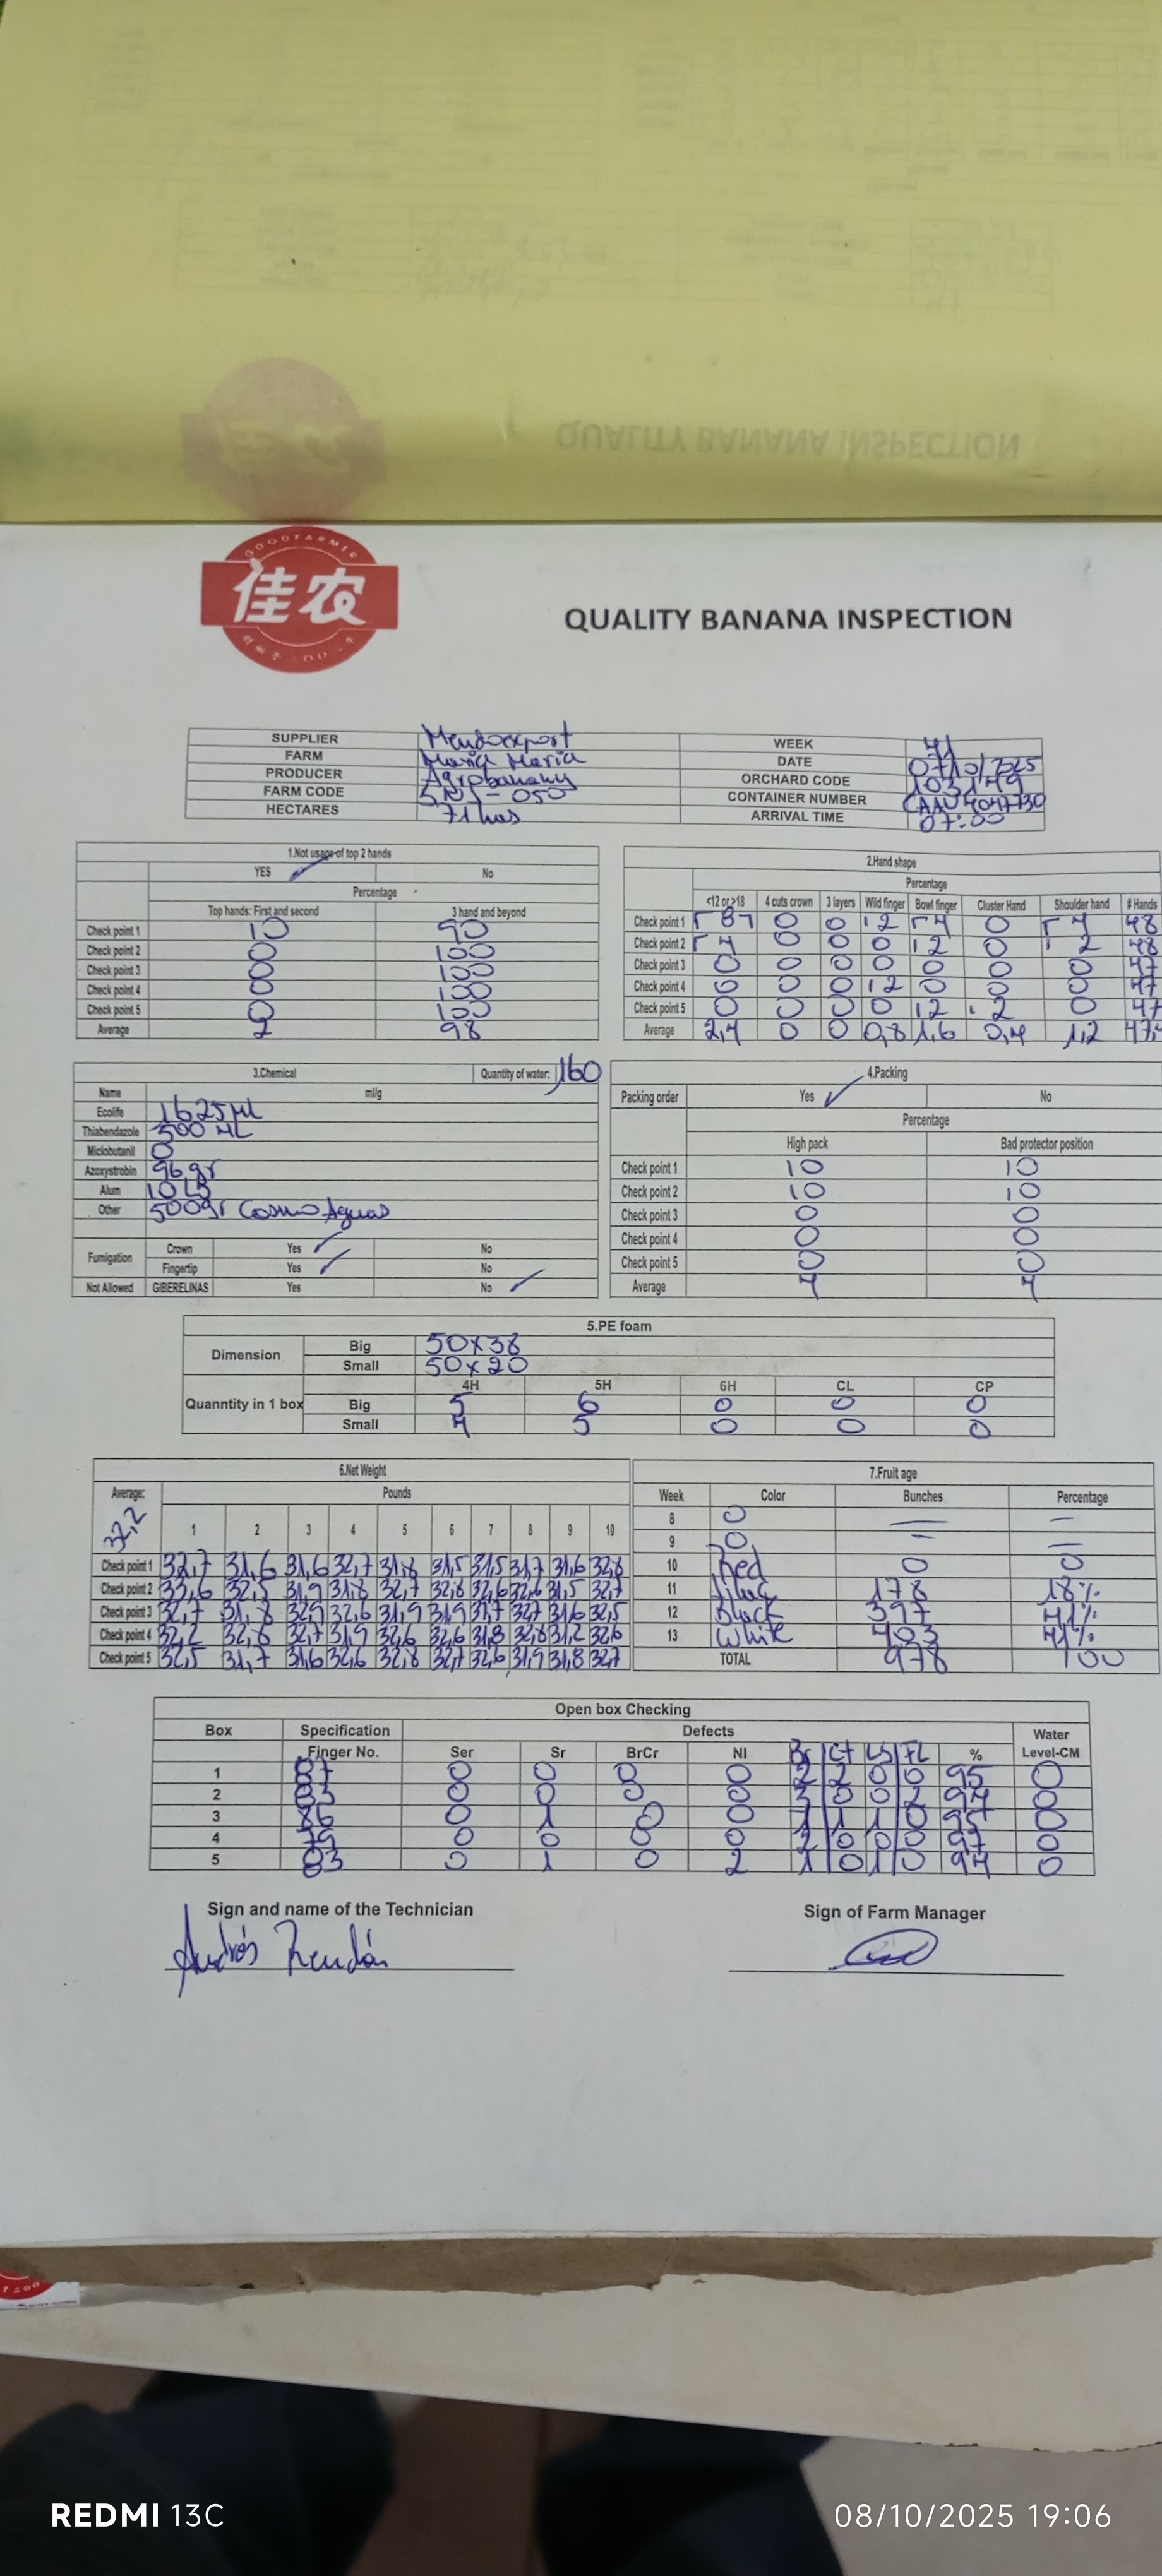 QUALITY BANANA INSPECTION
GOODFARMER
佳农
QUALITY BANANA INSPECTION
SUPPLIER Mendoexport WEEK 41
FARM Maria Maria DATE 07/10/2025
PRODUCER ORCHARD CODE 103149
FARM CODE CONTAINER NUMBER
HECTARES 71 has ARRIVAL TIME 07:00
1.Not usage of top 2 hands
YES ✓ No
Percentage
Top hands: First and second 3 hand and beyond
Check point 1 10 90
Check point 2 0 100
Check point 3 0 100
Check point 4 0 100
Check point 5 0 100
Average 2 98
2.Hand shape
Percentage
<12 or >18 4 cuts crown 3 layers Wild finger Bowl finger Cluster Hand Shoulder hand # Hands
Check point 1 0 0 12 0 48
Check point 2 0 0 0 12 0 2 48
Check point 3 0 0 0 0 0 0 0 47
Check point 4 0 0 0 12 0 0 0 47
Check point 5 0 0 0 0 12 2 0 47
Average 2,4 0 0 0,8 1,6 0,4 1,2
3.Chemical Quantity of water: 160
Name ml/g
Ecolife 1625 Ml
Thiabendazole 500 ML
Miclobutanil 0
Azoxystrobin 96 gr
Alum 10 LB
Other 500gr Cosmo Aguas
Fumigation Crown Yes ✓ No
Fingertip Yes ✓ No
Not Allowed GIBERELINAS Yes No ✓
4.Packing
Packing order Yes ✓ No
Percentage
High pack Bad protector position
Check point 1 10 10
Check point 2 10 10
Check point 3 0 0
Check point 4 0 0
Check point 5 0 0
Average 4 4
5.PE foam
Dimension Big 50x38
Small 50x20
4H 5H 6H CL CP
Quanntity in 1 box Big 5 6 0 0 0
Small 4 5 0 0 0
6.Net Weight
Average: 32,2 Pounds
1 2 3 4 5 6 7 8 9 10
Check point 1 32,7 31,6 31,6 32,7 31,8 31,5 31,5 31,7 31,6 32,8
Check point 2 33,6 32,5 31,9 31,8 32,7 32,8 32,6 32,6 31,5 32,7
Check point 3 32,7 31,8 32,9 32,6 31,9 31,9 31,7 32,7 31,6 32,5
Check point 4 32,2 32,8 32,7 31,9 32,6 32,6 31,8 32,8 31,2 32,6
Check point 5 32,5 31,7 31,6 32,6 32,8 32,7 32,6 31,9 31,8 32,7
7.Fruit age
Week Color Bunches Percentage
8 0 — —
9 0 — —
10 Red 0 0
11 178 18%
12 Black 397 41%
13 White 403 41%
TOTAL 978 100
Open box Checking
Box Specification Defects Water
Finger No. Ser Sr BrCr NI Br Ct LS FL % Level-CM
1 87 0 0 0 0 2 2 0 0 95 0
2 83 0 0 0 0 3 0 0 2 94 0
3 86 0 1 0 0 1 1 1 0 95 0
4 79 0 0 0 0 2 0 0 0 97 0
5 83 0 1 0 2 1 0 1 0 94 0
Sign and name of the Technician Sign of Farm Manager
Andrés Rendón
REDMI 13C 08/10/2025 19:06